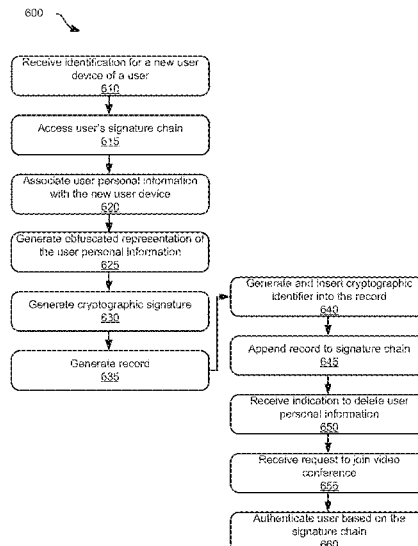 600
Receive identification for a new user
device of a user
610
Access user's signature chain
615
Associate user personal information
with the new user device
620
Generate obfuscated representation of
the user personal information
625
Generate cryptographic signature
630
Generate record
635
Generate and insert cryptographic
identifier into the record
640
Append record to signature chain
645
Receive indication to delete user
personal information
650
Receive request to join video
conference
655
Authenticate user based on the
signature chain
660